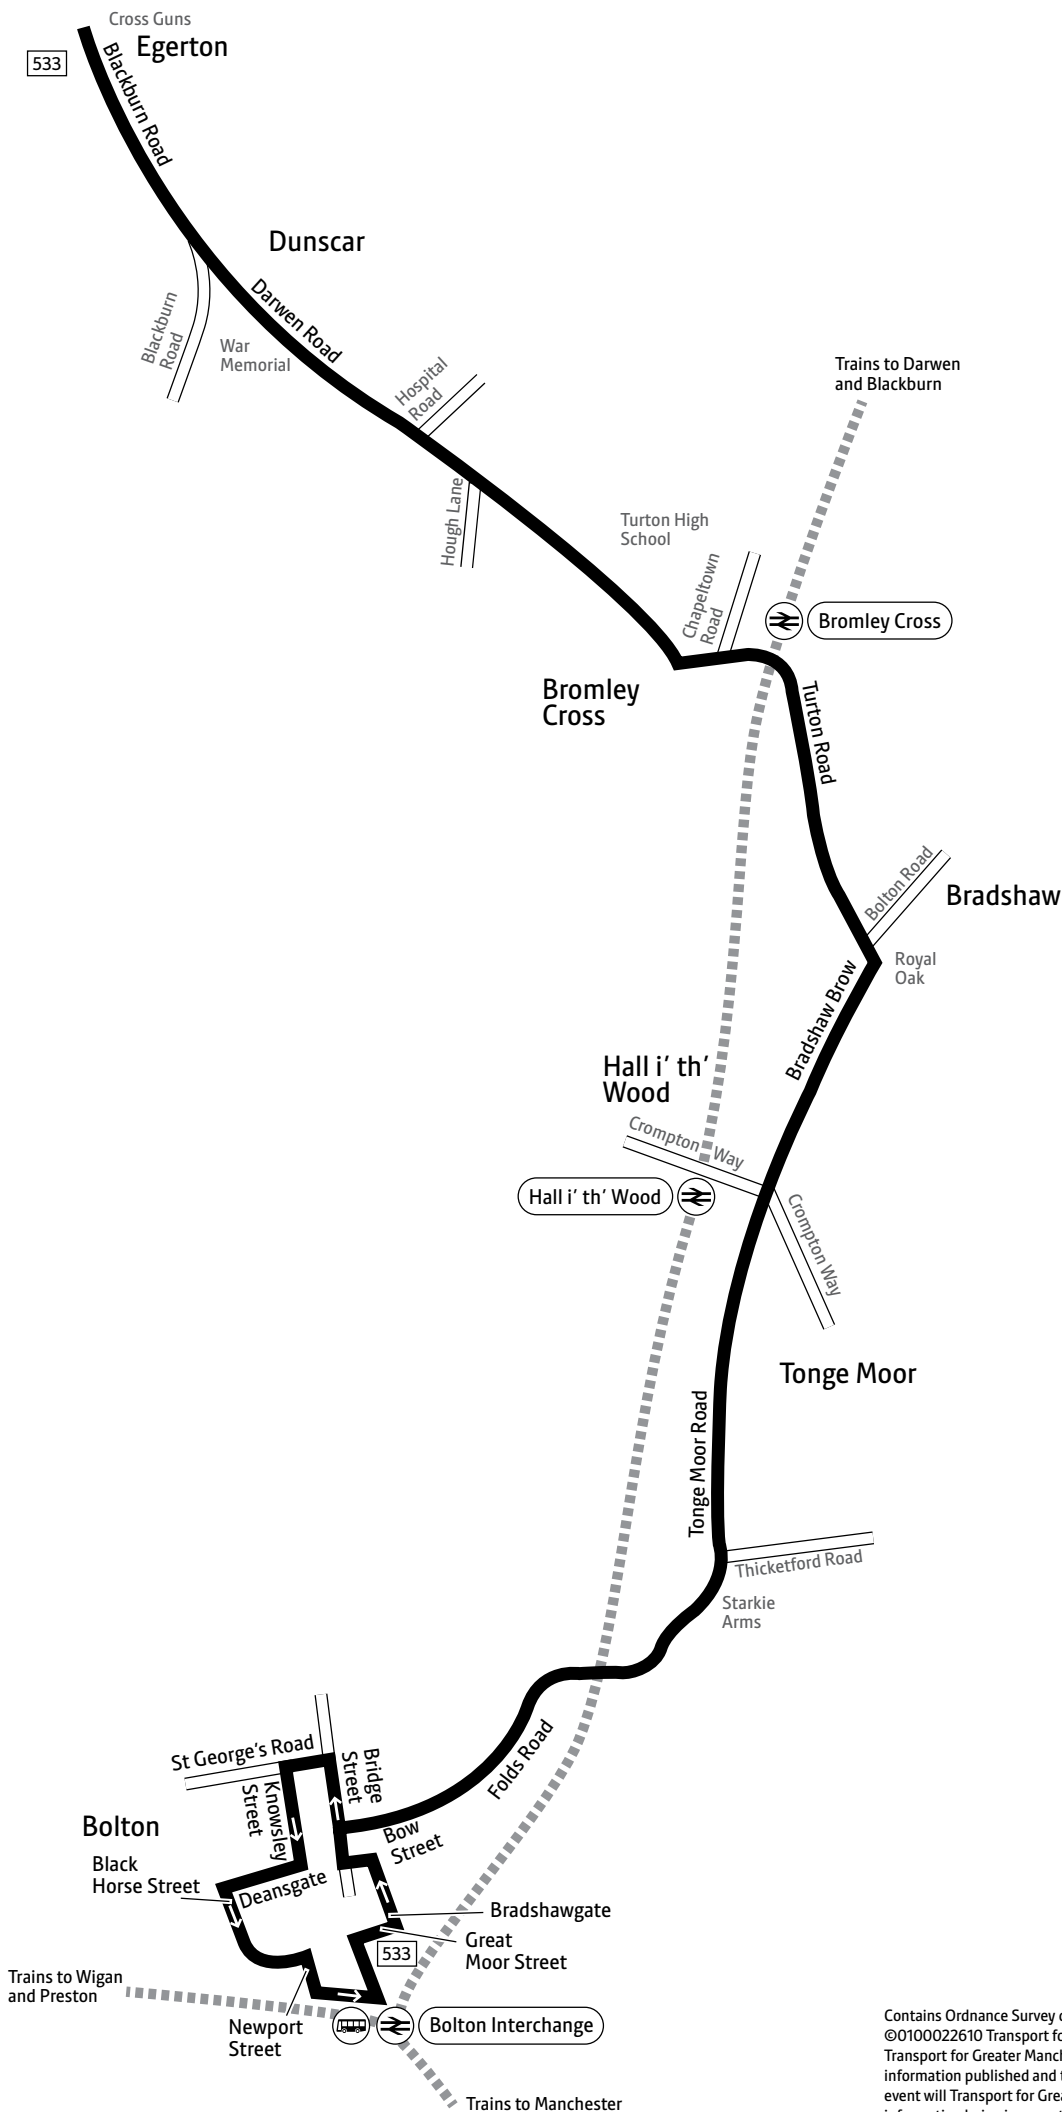 Cross Guns
Egerton
533
Blackburn Road
Dunscar
Darwen Road
Blackburn
Road
War
Memorial
Hospital
Road
Trains to Darwen
and Blackburn
Hough Lane
Turton High
School
Chapeltown
Road
Bromley Cross
Bromley
Cross
Turton Road
Bolton Road
Bradshaw
Royal
Oak
Bradshaw Brow
Hall i’ th’
Wood
Crompton Way
Hall i’ th’ Wood
Crompton Way
Tonge Moor
Tonge Moor Road
Thicketford Road
Starkie
Arms
Folds Road
St George’s Road
Bridge
Street
Knowsley
Street
Bolton
Bow
Street
Black
Horse Street
Deansgate
Bradshawgate
Great
Moor Street
533
Trains to Wigan
and Preston
Newport
Street
Bolton Interchange
Trains to Manchester
Contains Ordnance Survey
©0100022610 Transport
Transport for Greater
information published and
event will Transport for